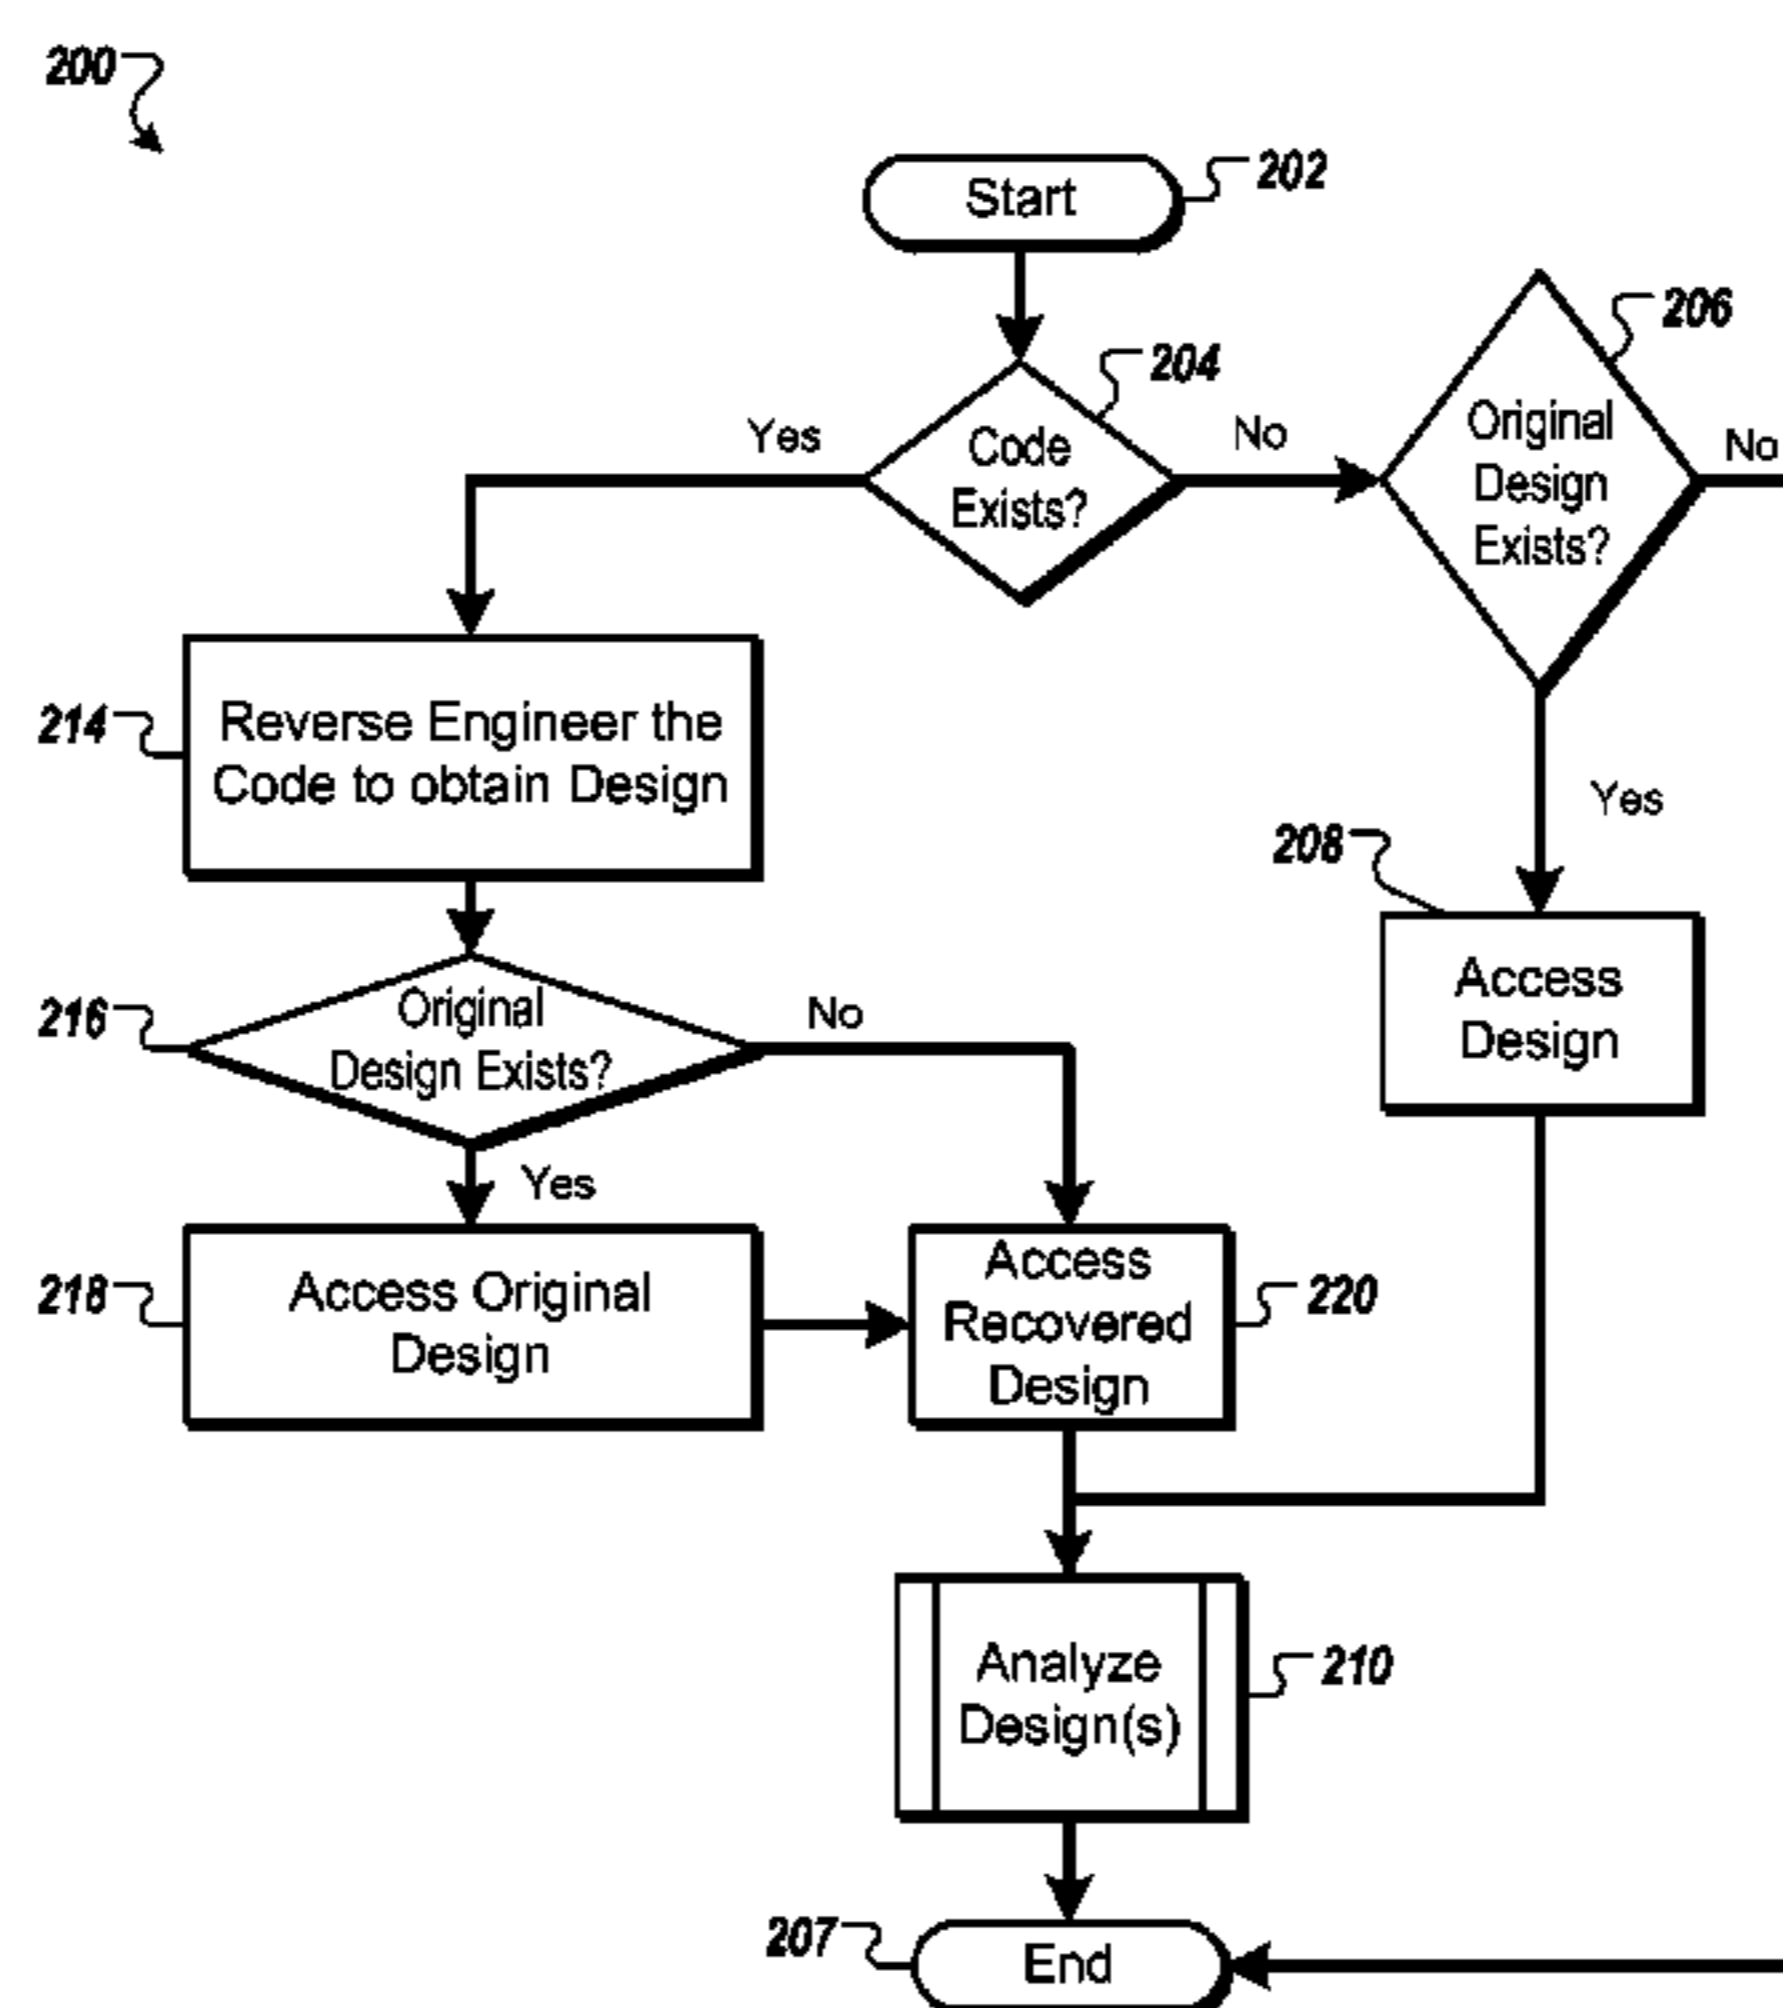 200
Start
202
204
206
Yes
Code
Exists?
No
Original
Design
Exists?
No
214
Reverse Engineer the
Code to obtain Design
Yes
208
Access
Design
216
Original
Design Exists?
No
Yes
218
Access Original
Design
Access
Recovered
Design
220
Analyze
Design(s)
210
207
End